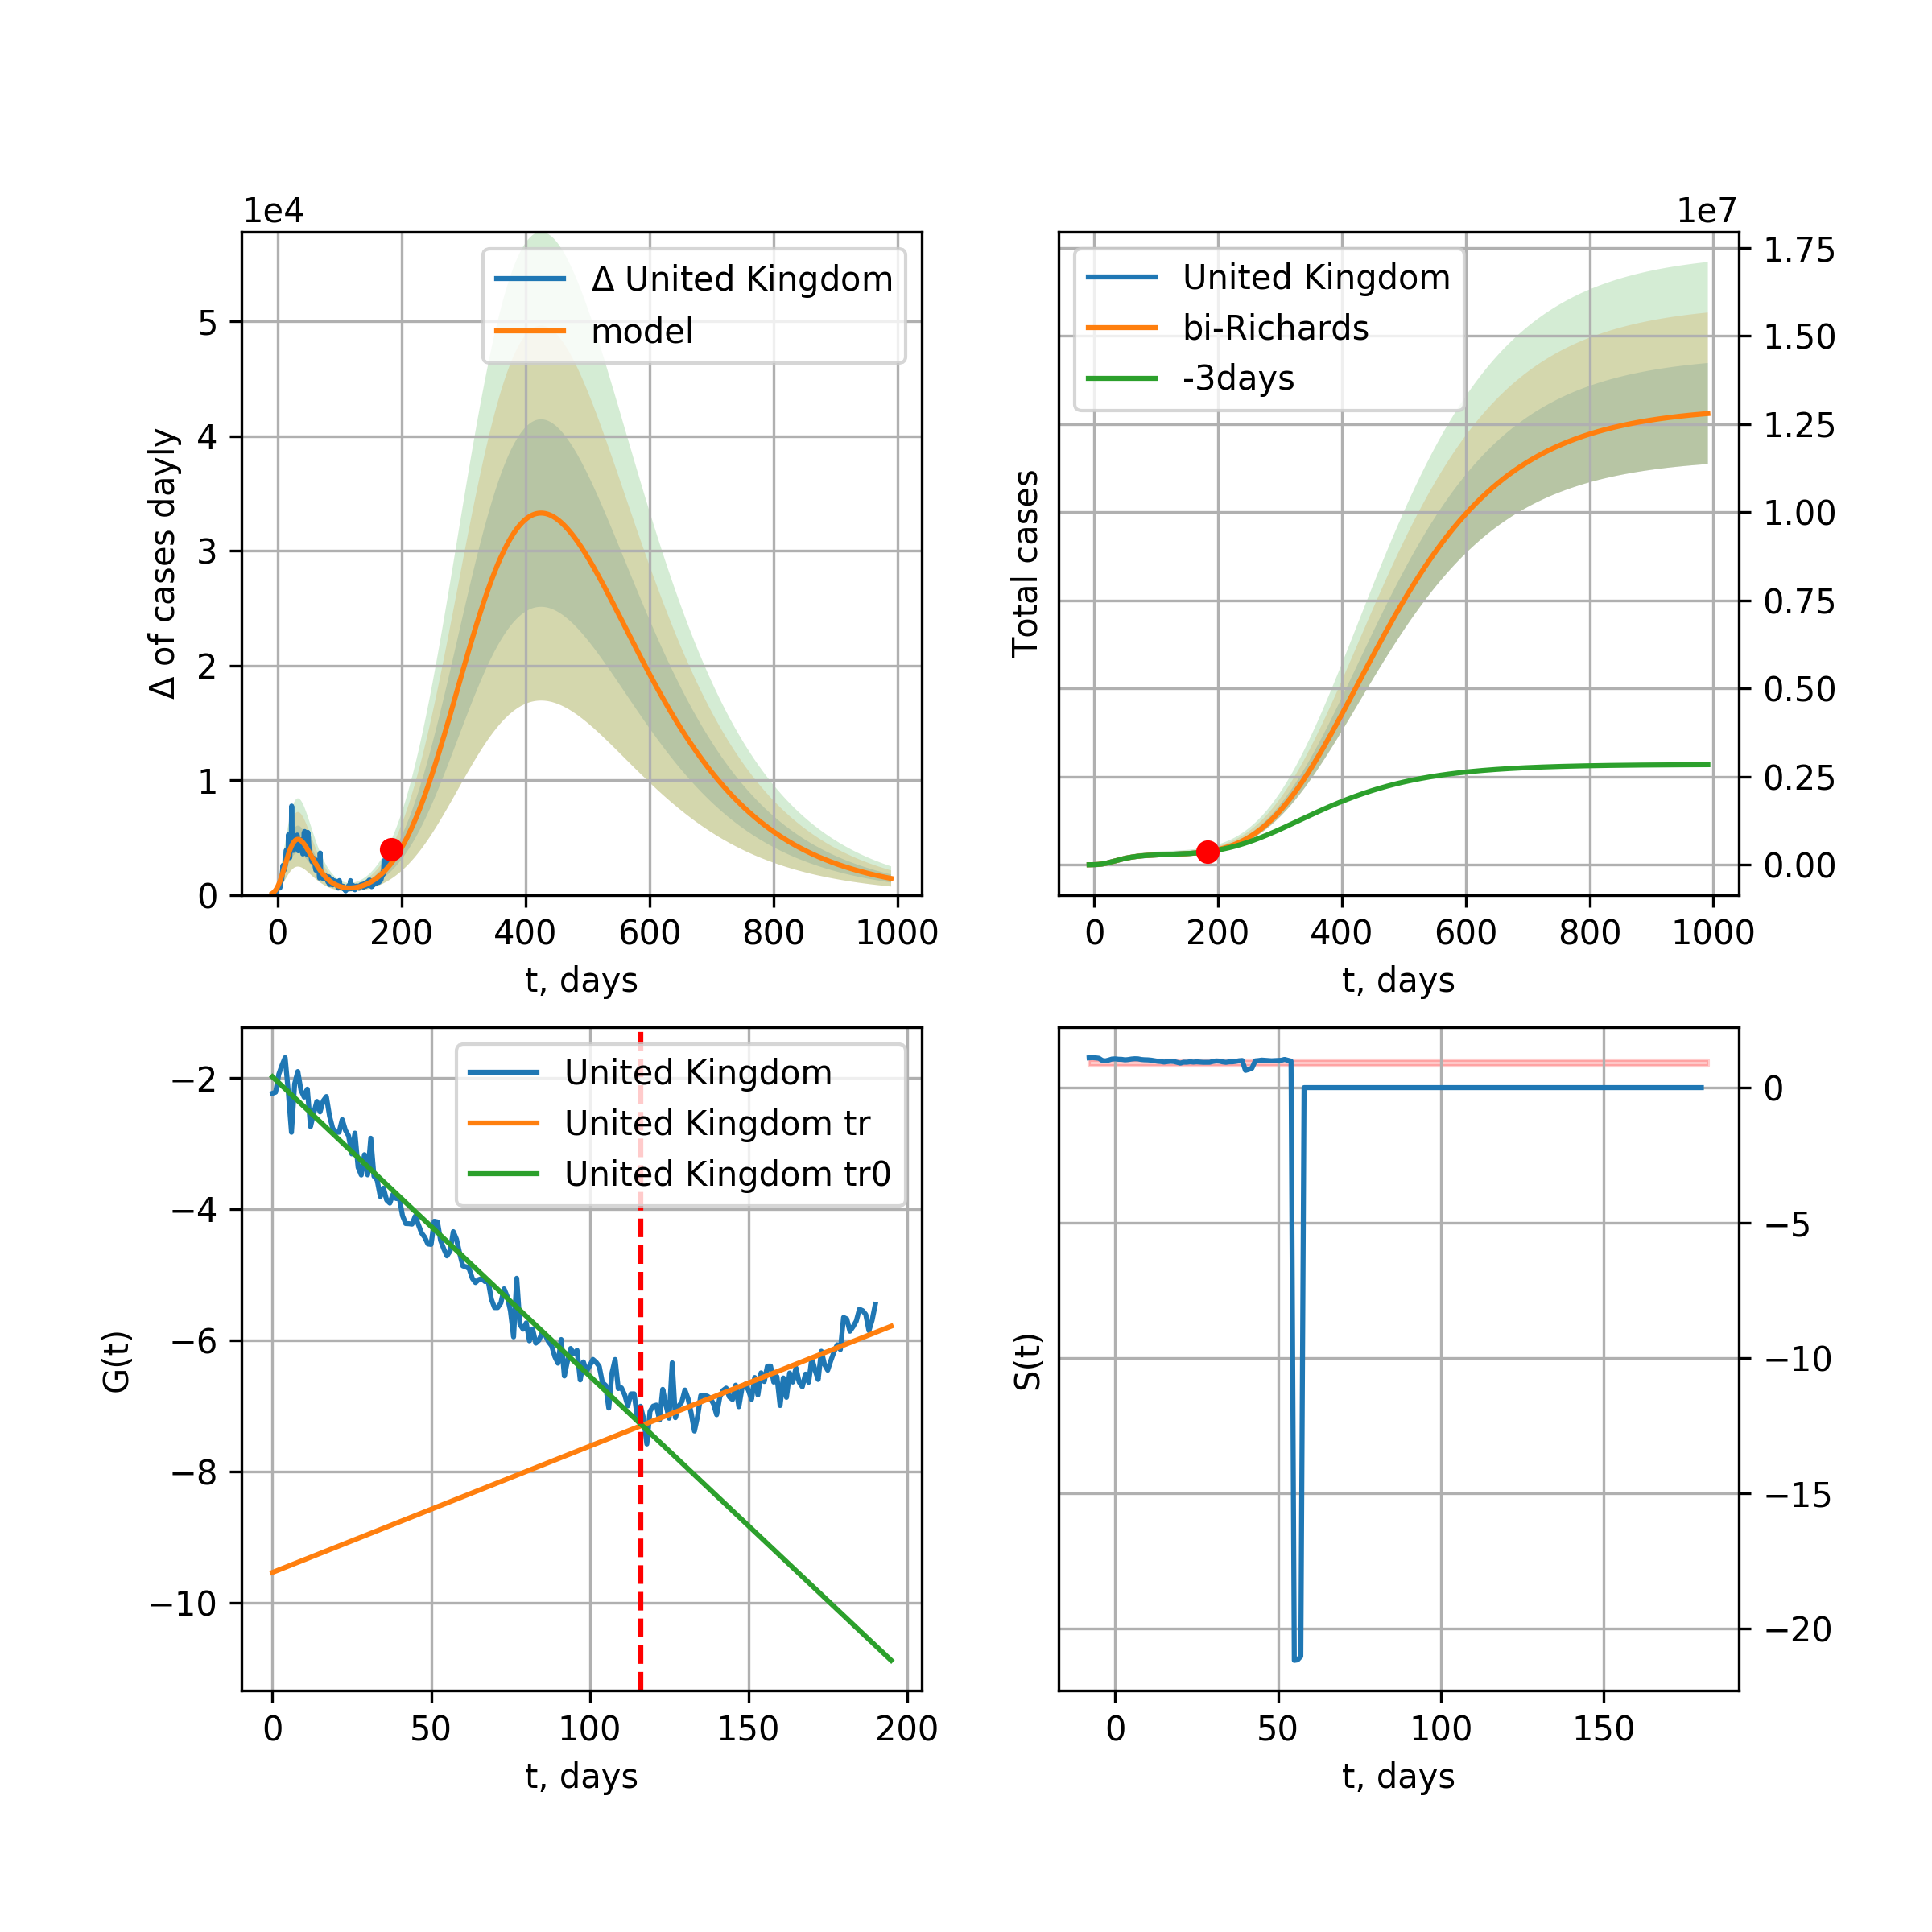 1e4
Δ United Kingdom
model
Δ of cases dayly
5
4
3
2
1
0
0 200 400 600 800 1000
t, days
1e7
United Kingdom
bi-Richards
-3days
Total cases
1.75
1.50
1.25
1.00
0.75
0.50
0.25
0.00
0 200 400 600 800 1000
t, days
United Kingdom
United Kingdom tr
United Kingdom tr0
G(t)
−2
−4
−6
−8
−10
0 50 100 150 200
t, days
S(t)
0
−5
−10
−15
−20
0 50 100 150
t, days